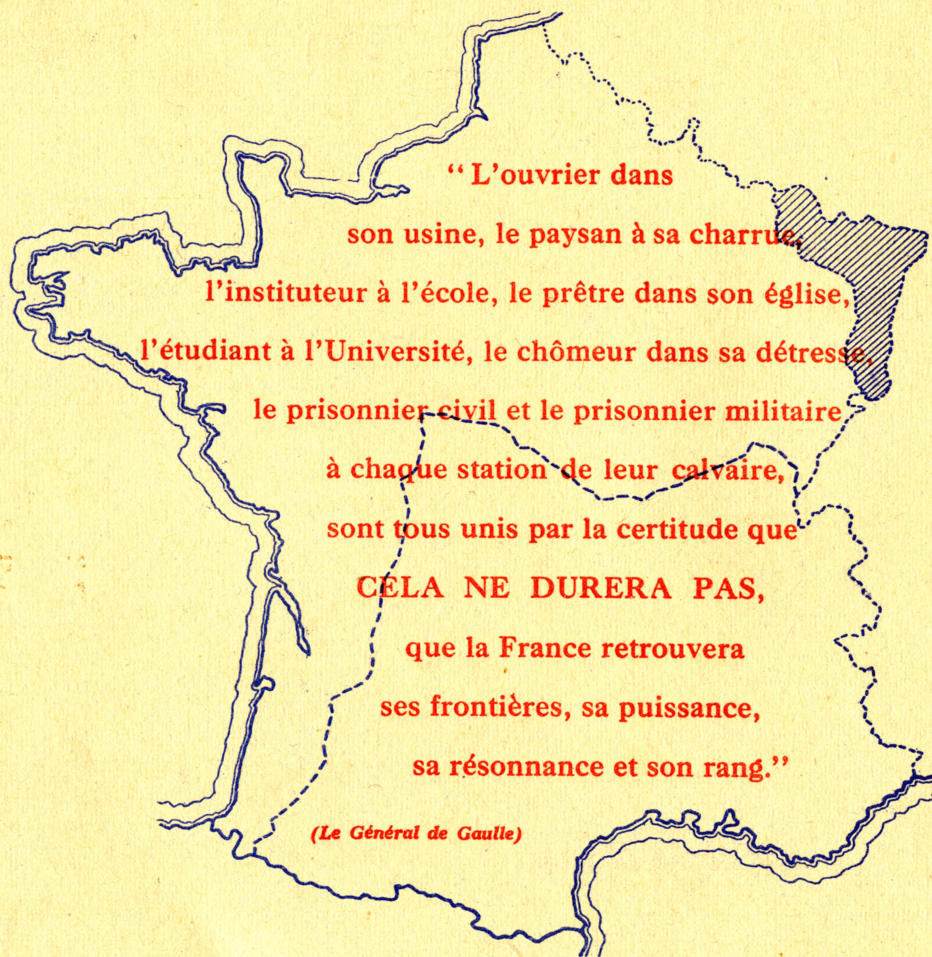 “L'ouvrier dans
son usine, le paysan à sa charrue,
l'instituteur à l'école, le prêtre dans son église,
l'étudiant à l'Université, le chômeur dans sa détresse,
le prisonnier civil et le prisonnier militaire
à chaque station de leur calvaire,
sont tous unis par la certitude que
CELA NE DURERA PAS,
que la France retrouvera
ses frontières, sa puissance,
sa résonnance et son rang.”
(Le Général de Gaulle)